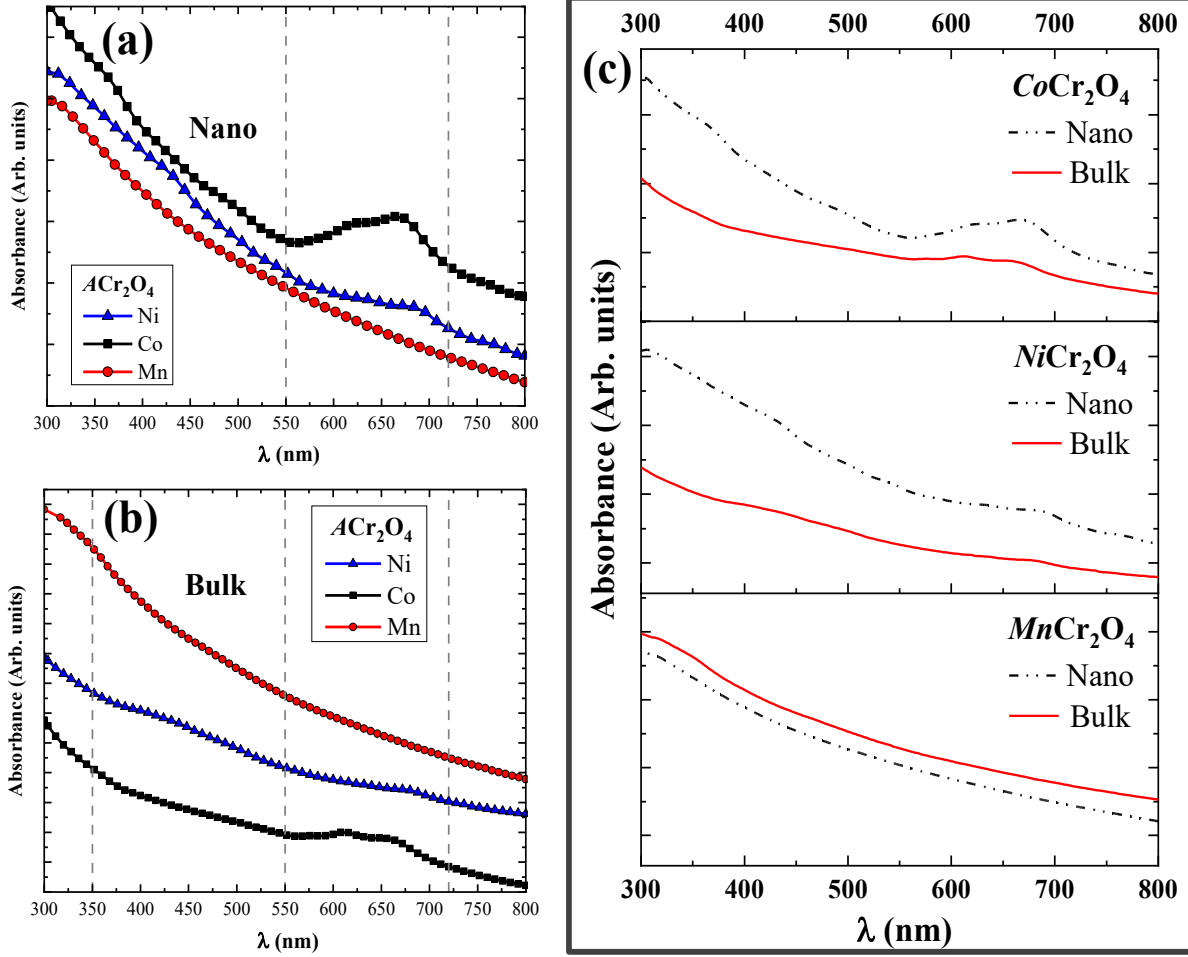 (a)
Nano
Absorbance (Arb. units)
ACr₂O₄
Ni
Co
Mn
300 350 400 450 500 550 600 650 700 750 800
λ (nm)
(b)
Bulk
Absorbance (Arb. units)
ACr₂O₄
Ni
Co
Mn
300 350 400 450 500 550 600 650 700 750 800
λ (nm)
300 400 500 600 700 800
(c)
CoCr₂O₄
Nano
Bulk
Absorbance (Arb. units)
NiCr₂O₄
Nano
Bulk
MnCr₂O₄
Nano
Bulk
300 400 500 600 700 800
λ (nm)